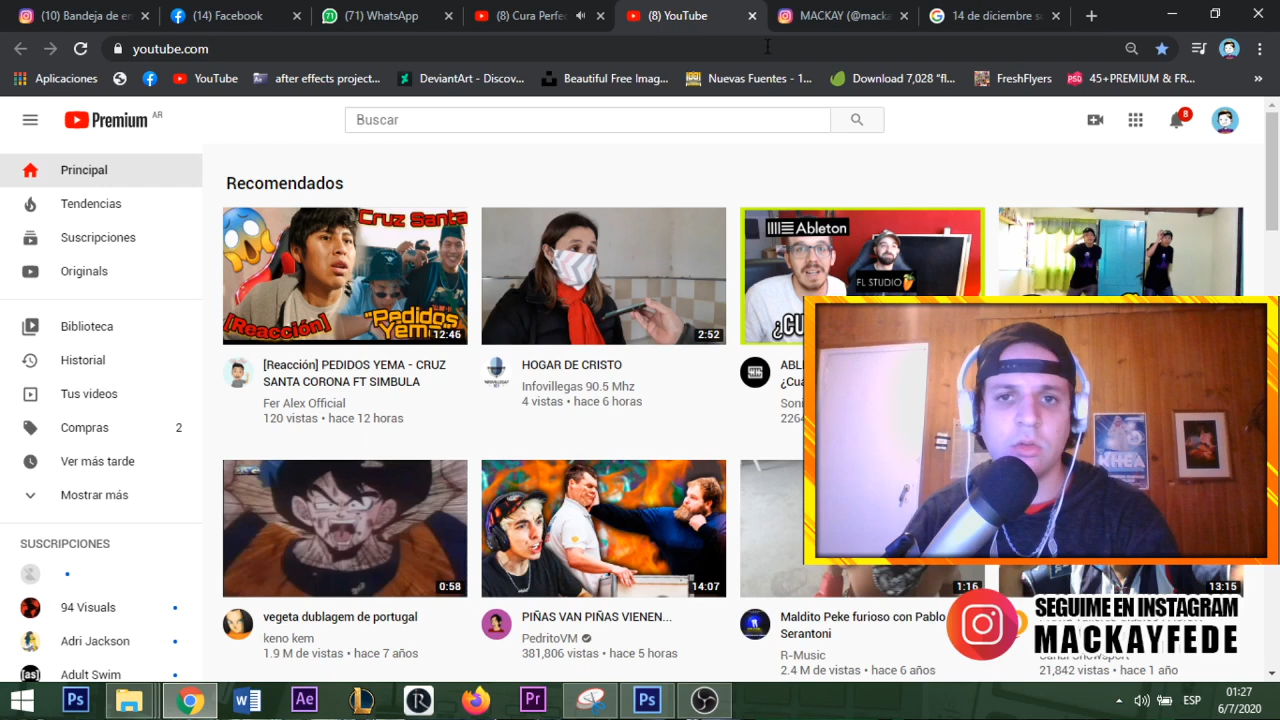 (10) Bandeja de en
(14) Facebook
(71) WhatsApp
(8) Cura Perfe
(8) YouTube
MACKAY (@macka
14 de diciembre su
youtube.com
Aplicaciones
YouTube
after effects project...
DeviantArt - Discov...
Beautiful Free Imag...
Nuevas Fuentes - 1...
Download 7,028 "fl...
FreshFlyers
45+PREMIUM & FR...
Premium AR
Buscar
8
Principal
Tendencias
Suscripciones
Originals
Biblioteca
Historial
Tus videos
Compras 2
Ver más tarde
Mostrar más
SUSCRIPCIONES
94 Visuals
Adri Jackson
Adult Swim
Recomendados
Cruz Santa
[Reacción]
"Pedidos Yema"
12:46
[Reacción] PEDIDOS YEMA - CRUZ
SANTA CORONA FT SIMBULA
Fer Alex Official
120 vistas • hace 12 horas
2:52
HOGAR DE CRISTO
Infovillegas 90.5 Mhz
4 vistas • hace 6 horas
Ableton
FL STUDIO
¿CU
ABL
¿Cua
Soni
2264
0:58
vegeta dublagem de portugal
keno kem
1.9 M de vistas • hace 7 años
14:07
PIÑAS VAN PIÑAS VIENEN...
PedritoVM
381,806 vistas • hace 5 horas
1:16
Maldito Peke furioso con Pablo
Serantoni
R-Music
2.4 M de vistas • hace 6 años
13:15
21,842 vistas • hace 1 año
KHEA
SEGUIME EN INSTAGRAM
MACKAYFEDE
Ps
Ae
Pr
Ps
ESP
01:27
6/7/2020